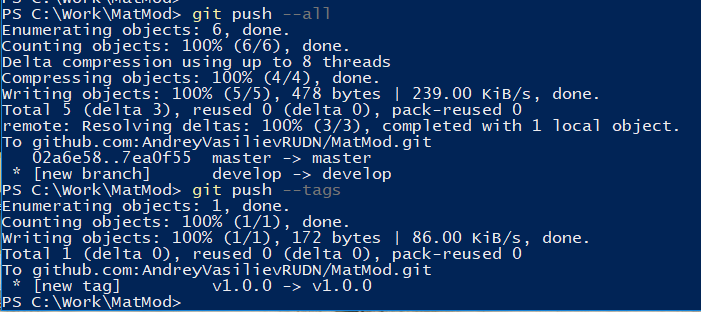 PS C:\Work\MatMod> git push --all
Enumerating objects: 6, done.
Counting objects: 100% (6/6), done.
Delta compression using up to 8 threads
Compressing objects: 100% (4/4), done.
Writing objects: 100% (5/5), 478 bytes | 239.00 KiB/s, done.
Total 5 (delta 3), reused 0 (delta 0), pack-reused 0
remote: Resolving deltas: 100% (3/3), completed with 1 local object.
To github.com:AndreyVasilievRUDN/MatMod.git
   02a6e58..7ea0f55  master -> master
 * [new branch]      develop -> develop
PS C:\Work\MatMod> git push --tags
Enumerating objects: 1, done.
Counting objects: 100% (1/1), done.
Writing objects: 100% (1/1), 172 bytes | 86.00 KiB/s, done.
Total 1 (delta 0), reused 0 (delta 0), pack-reused 0
To github.com:AndreyVasilievRUDN/MatMod.git
 * [new tag]         v1.0.0 -> v1.0.0
PS C:\Work\MatMod>